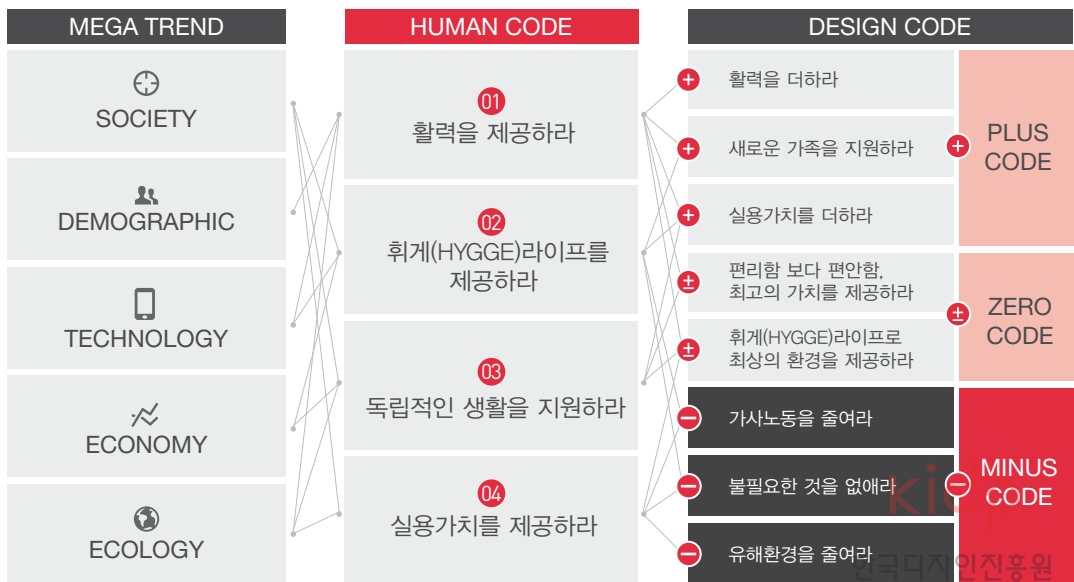 MEGA TREND
SOCIETY
DEMOGRAPHIC
TECHNOLOGY
ECONOMY
ECOLOGY
HUMAN CODE
01
활력을 제공하라
02
휘게(HYGGE)라이프를
제공하라
03
독립적인 생활을 지원하라
04
실용가치를 제공하라
DESIGN CODE
활력을 더하라
새로운 가족을 지원하라
실용가치를 더하라
PLUS
CODE
편리함 보다 편안함,
최고의 가치를 제공하라
휘게(HYGGE)라이프로
최상의 환경을 제공하라
ZERO
CODE
가사노동을 줄여라
불필요한 것을 없애라
유해환경을 줄여라
MINUS
CODE
한국디자인진흥원